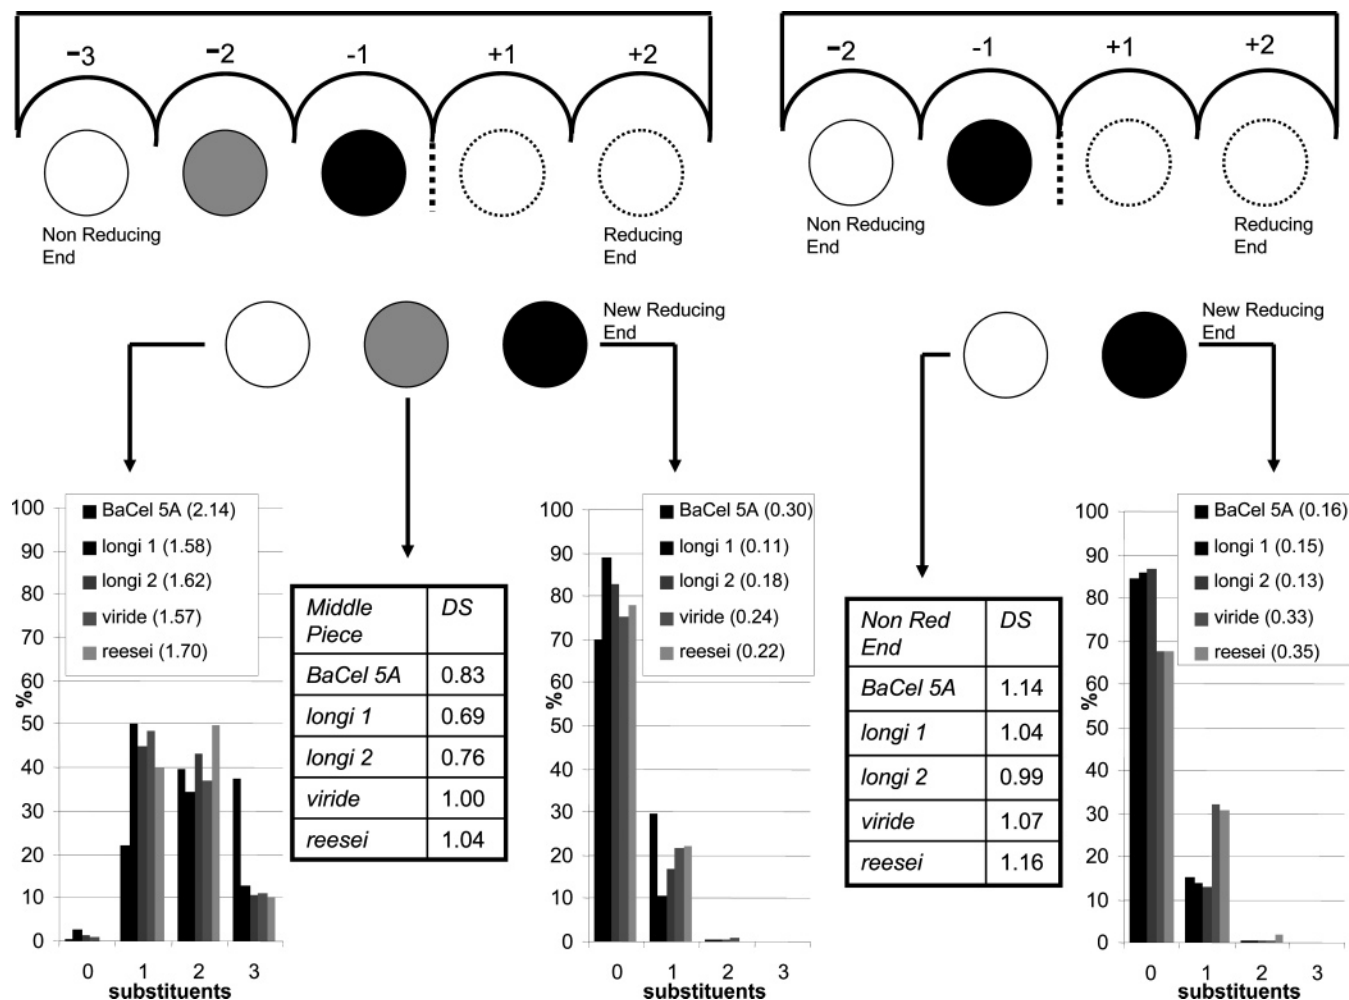 -3 -2 -1 +1 +2
Non Reducing
End
Reducing
End
-2 -1 +1 +2
Non Reducing
End
Reducing
End
New Reducing
End
New Reducing
End
100
90
80
70
60
50
40
30
20
10
0
%
BaCel 5A (2.14)
longi 1 (1.58)
longi 2 (1.62)
viride (1.57)
reesei (1.70)
0 1 2 3
substituents
Middle
Piece DS
BaCel 5A 0.83
longi 1 0.69
longi 2 0.76
viride 1.00
reesei 1.04
100
90
80
70
60
50
40
30
20
10
0
%
BaCel 5A (0.30)
longi 1 (0.11)
longi 2 (0.18)
viride (0.24)
reesei (0.22)
0 1 2 3
substituents
Non Red
End DS
BaCel 5A 1.14
longi 1 1.04
longi 2 0.99
viride 1.07
reesei 1.16
100
90
80
70
60
50
40
30
20
10
0
%
BaCel 5A (0.16)
longi 1 (0.15)
longi 2 (0.13)
viride (0.33)
reesei (0.35)
0 1 2 3
substituents